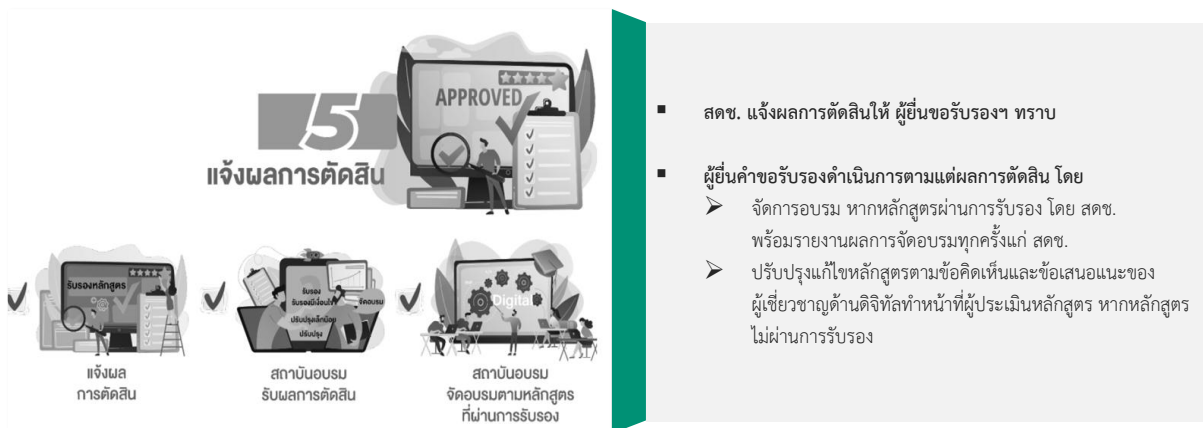 APPROVED
5
แจ้งผลการตัดสิน
รับรองหลักสูตร
แจ้งผล
การตัดสิน
รับรอง
รับรองมีเงื่อนไข
ปรับปรุงเล็กน้อย
ปรับปรุง
จัดอบรม
สถาบันอบรม
รับผลการตัดสิน
Digital
สถาบันอบรม
จัดอบรมตามหลักสูตร
ที่ผ่านการรับรอง
▪ สดช. แจ้งผลการตัดสินให้ ผู้ยื่นขอรับรองฯ ทราบ
▪ ผู้ยื่นคำขอรับรองดำเนินการตามแต่ผลการตัดสิน โดย
➢ จัดการอบรม หากหลักสูตรผ่านการรับรอง โดย สดช.
พร้อมรายงานผลการจัดอบรมทุกครั้งแก่ สดช.
➢ ปรับปรุงแก้ไขหลักสูตรตามข้อคิดเห็นและข้อเสนอแนะของ
ผู้เชี่ยวชาญด้านดิจิทัลทำหน้าที่ผู้ประเมินหลักสูตร หากหลักสูตร
ไม่ผ่านการรับรอง